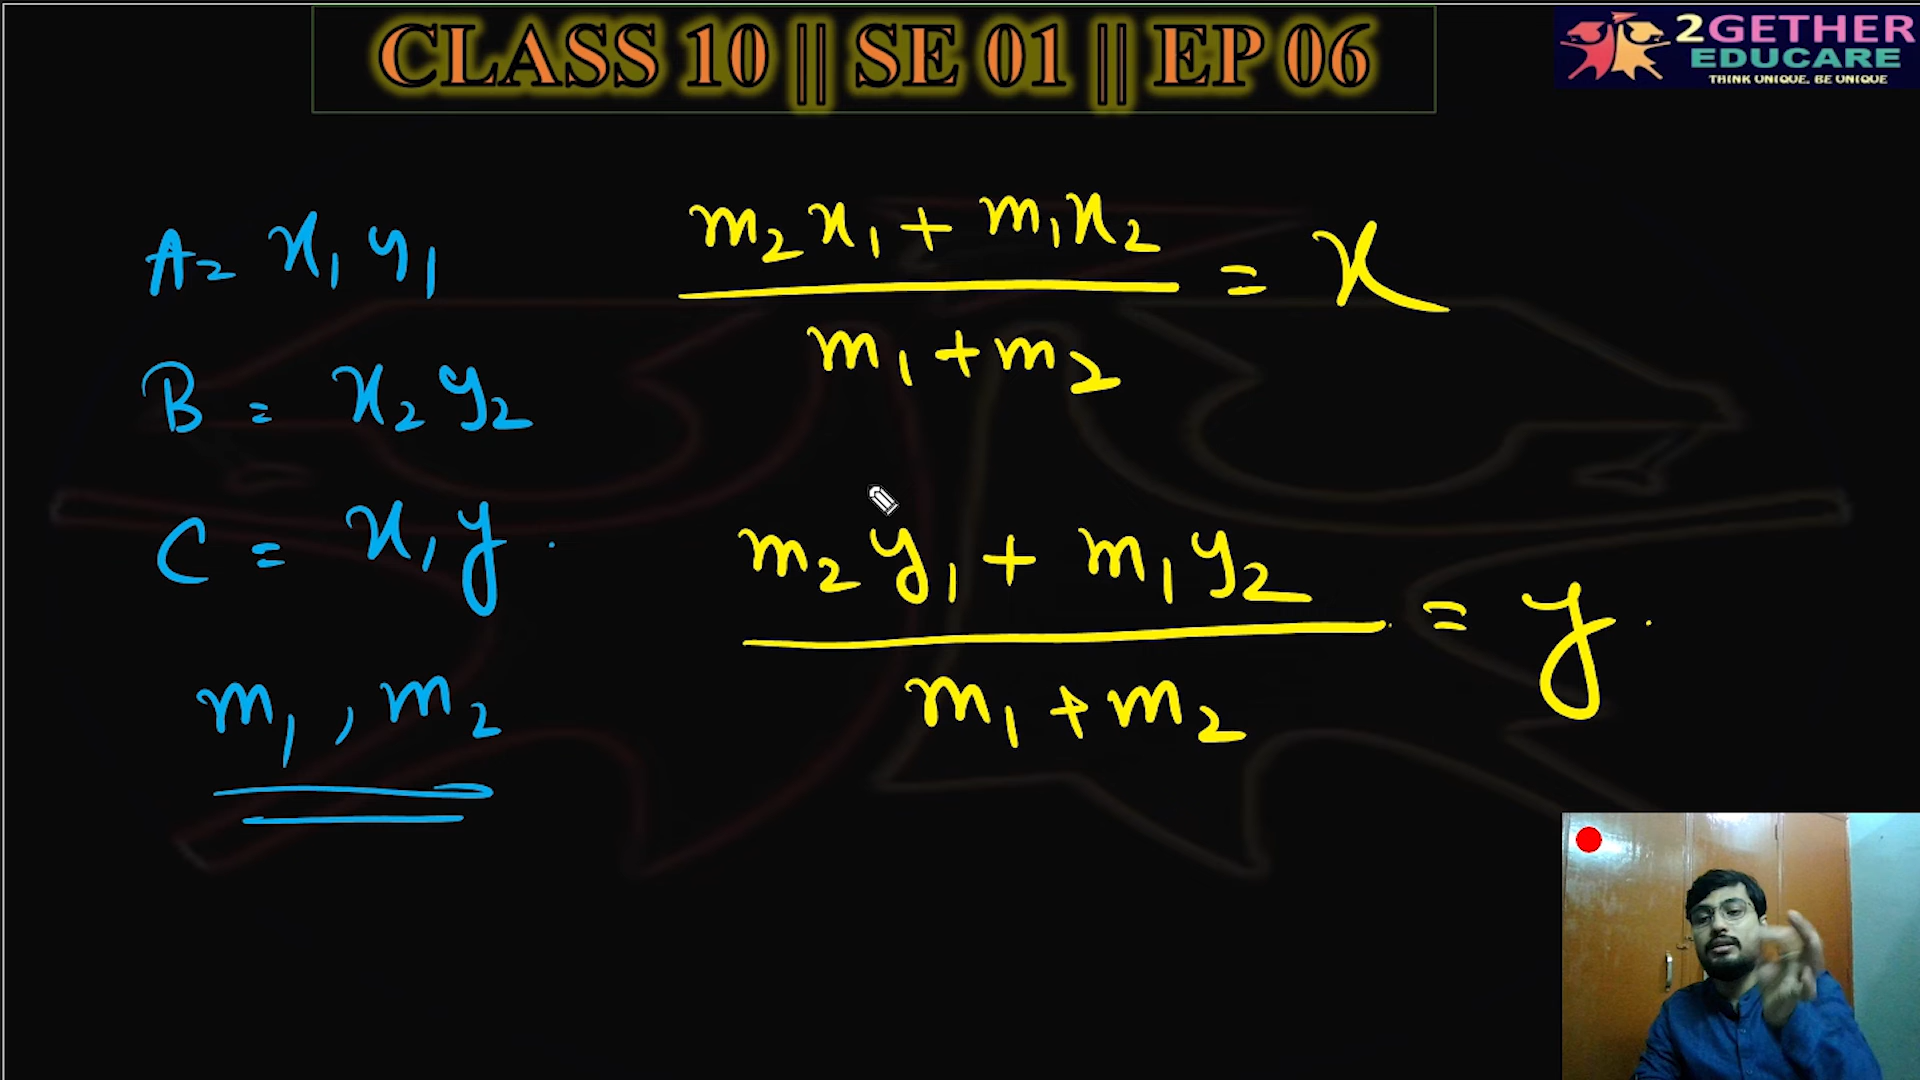 CLASS 10 || SE 01 || EP 06
2GETHER
EDUCARE
THINK UNIQUE. BE UNIQUE
A = x₁ y₁
B = x₂ y₂
C = x, y.
m₁, m₂
m₂x₁ + m₁x₂
m₁ + m₂
= x
m₂y₁ + m₁y₂
m₁ + m₂
= y.